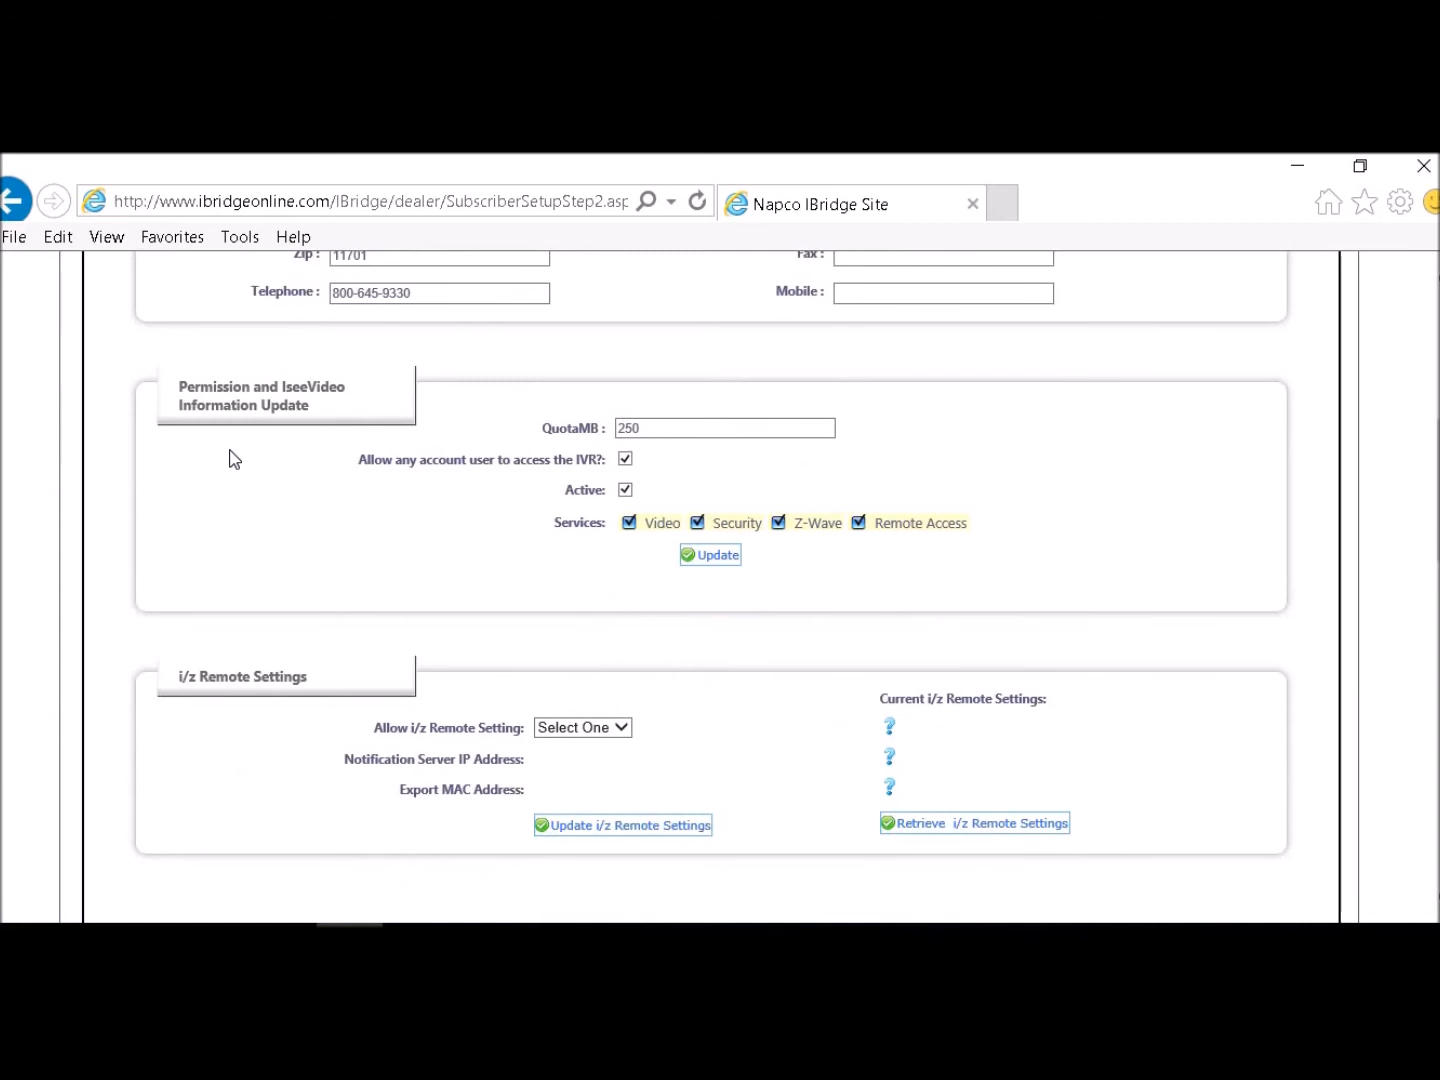 http://www.ibridgeonline.com/IBridge/dealer/SubscriberSetupStep2.asp
Napco IBridge Site
File Edit View Favorites Tools Help
Zip : 11701 Fax :
Telephone : 800-645-9330 Mobile :
Permission and IseeVideo
Information Update
QuotaMB : 250
Allow any account user to access the IVR?:
Active:
Services: Video Security Z-Wave Remote Access
Update
i/z Remote Settings
Current i/z Remote Settings:
Allow i/z Remote Setting: Select One ?
Notification Server IP Address: ?
Export MAC Address: ?
Update i/z Remote Settings Retrieve i/z Remote Settings